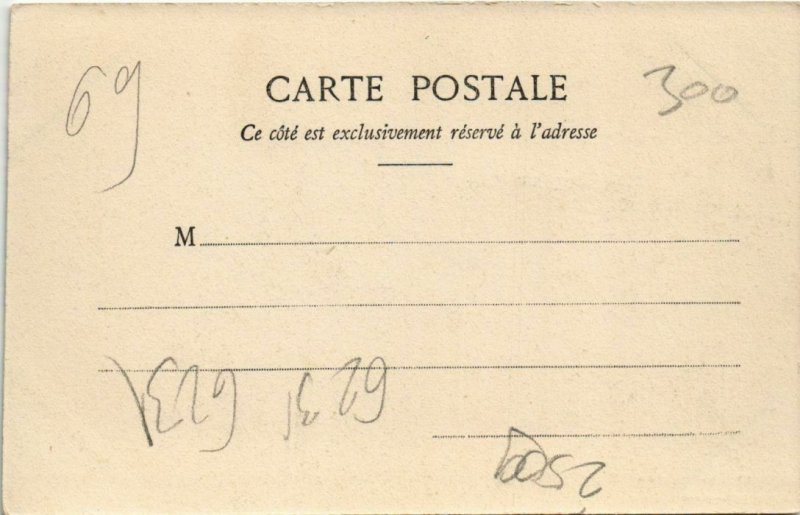 69
300
CARTE POSTALE
Ce côté est exclusivement réservé à l'adresse
M